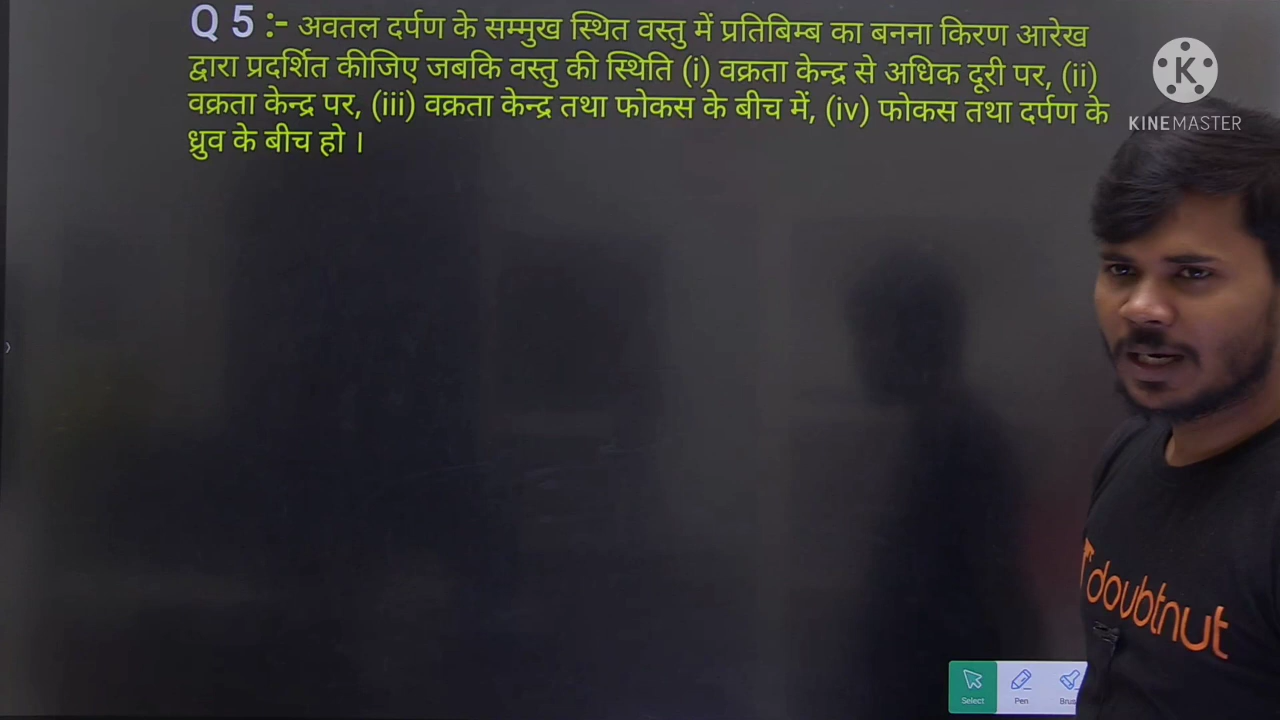 Q 5 :- अवतल दर्पण के सम्मुख स्थित वस्तु में प्रतिबिम्ब का बनना किरण आरेख
द्वारा प्रदर्शित कीजिए जबकि वस्तु की स्थिति (i) वक्रता केन्द्र से अधिक दूरी पर, (ii)
वक्रता केन्द्र पर, (iii) वक्रता केन्द्र तथा फोकस के बीच में, (iv) फोकस तथा दर्पण के
ध्रुव के बीच हो ।
K
KINEMASTER
doubtnut
Select
Pen